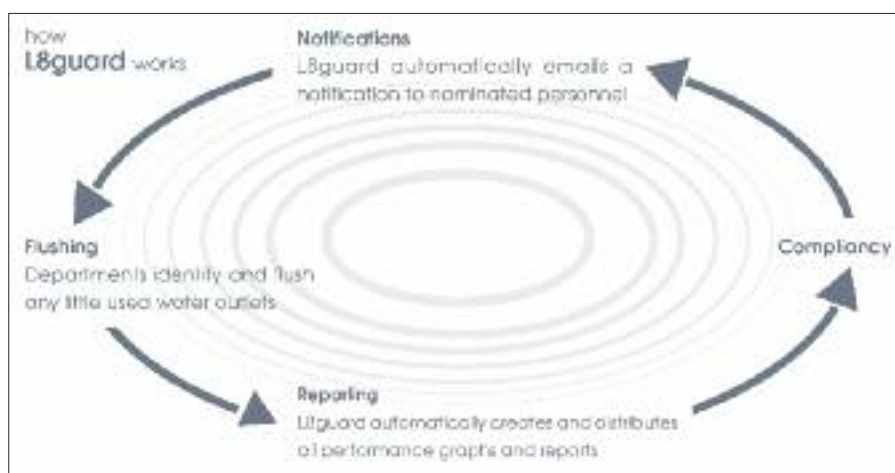 how
L8guard works
Notifications
L8guard automatically emails a
notification to nominated personnel
Flushing
Departments identify and flush
any little used water outlets
Reporting
L8guard automatically creates and distributes
all performance graphs and reports
Compliancy